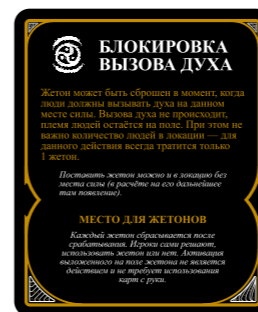 БЛОКИРОВКА
ВЫЗОВА ДУХА
Жетон может быть сброшен в момент, когда
люди должны вызывать духа на данном
месте силы. Вызова духа не происходит,
племя людей остаётся на поле. При этом не
важно количество людей в локации — для
данного действия всегда тратится только
1 жетон.
Поставить жетон можно и в локацию без
места силы (в расчёте на его дальнейшее
там появление).
МЕСТО ДЛЯ ЖЕТОНОВ
Каждый жетон сбрасывается после
срабатывания. Игроки сами решают,
использовать жетон или нет. Активация
выложенного на поле жетона не является
действием и не требует использования
карт с руки.